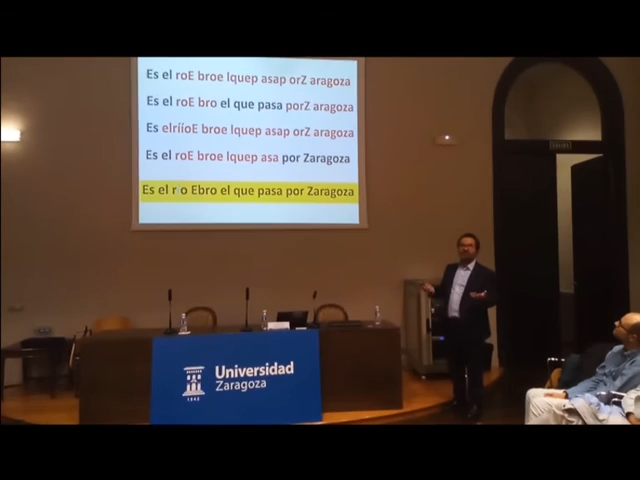 Es el roE broe lquep asap orZ aragoza
Es el roE bro el que pasa porZ aragoza
Es elriíoE broe lquep asap orZ aragoza
Es el roE broe lquep asa por Zaragoza
Es el río Ebro el que pasa por Zaragoza
Universidad
Zaragoza
1542